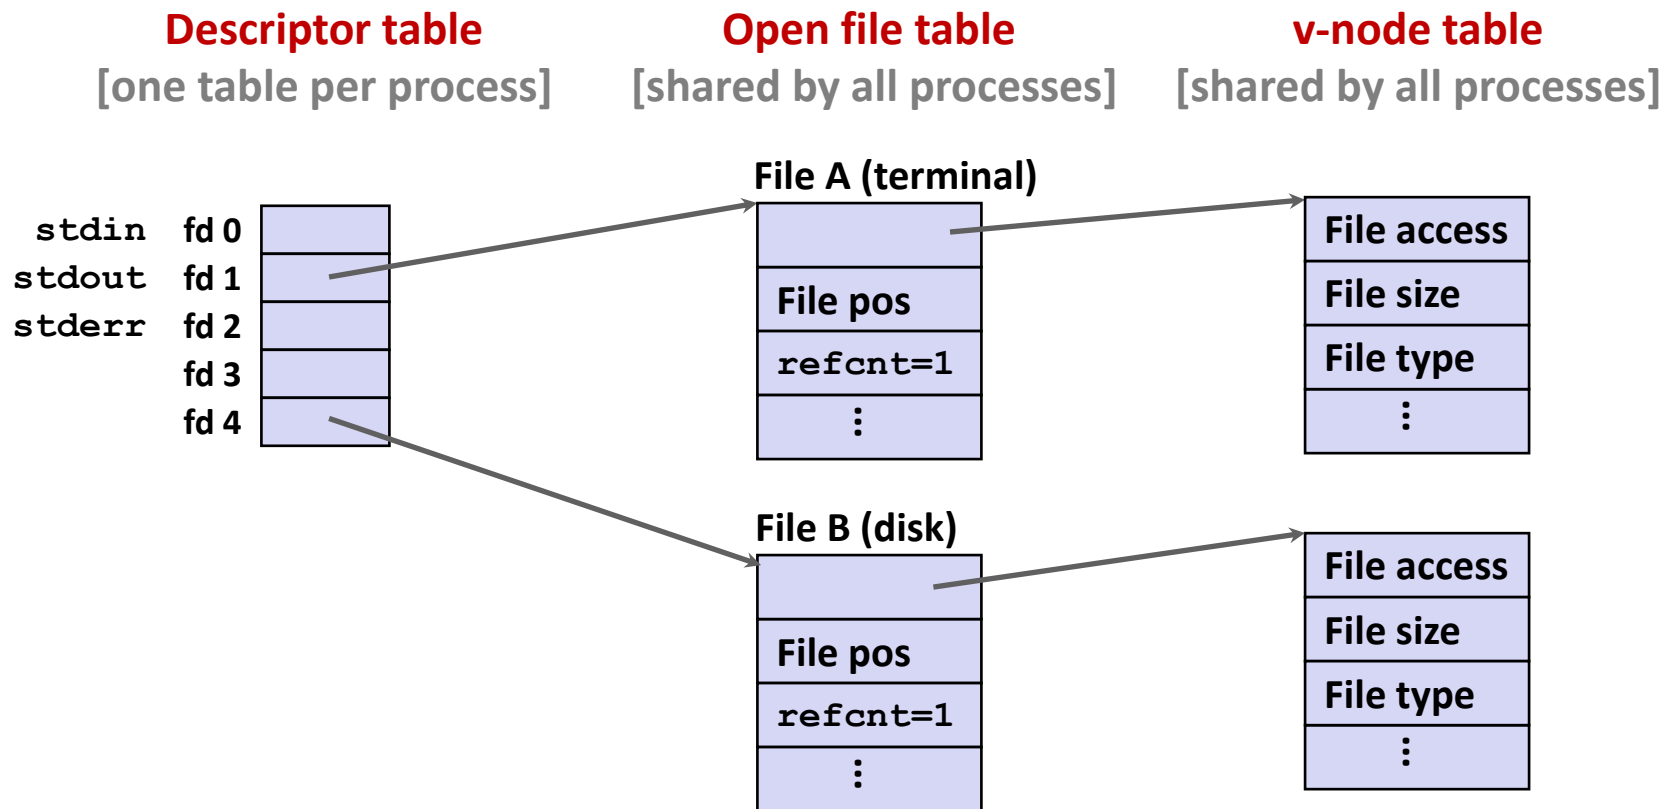 Descriptor table
[one table per process]
Open file table
[shared by all processes]
v-node table
[shared by all processes]
stdin fd 0
stdout fd 1
stderr fd 2
fd 3
fd 4
File A (terminal)
File pos
refcnt=1
⋮
File access
File size
File type
⋮
File B (disk)
File pos
refcnt=1
⋮
File access
File size
File type
⋮